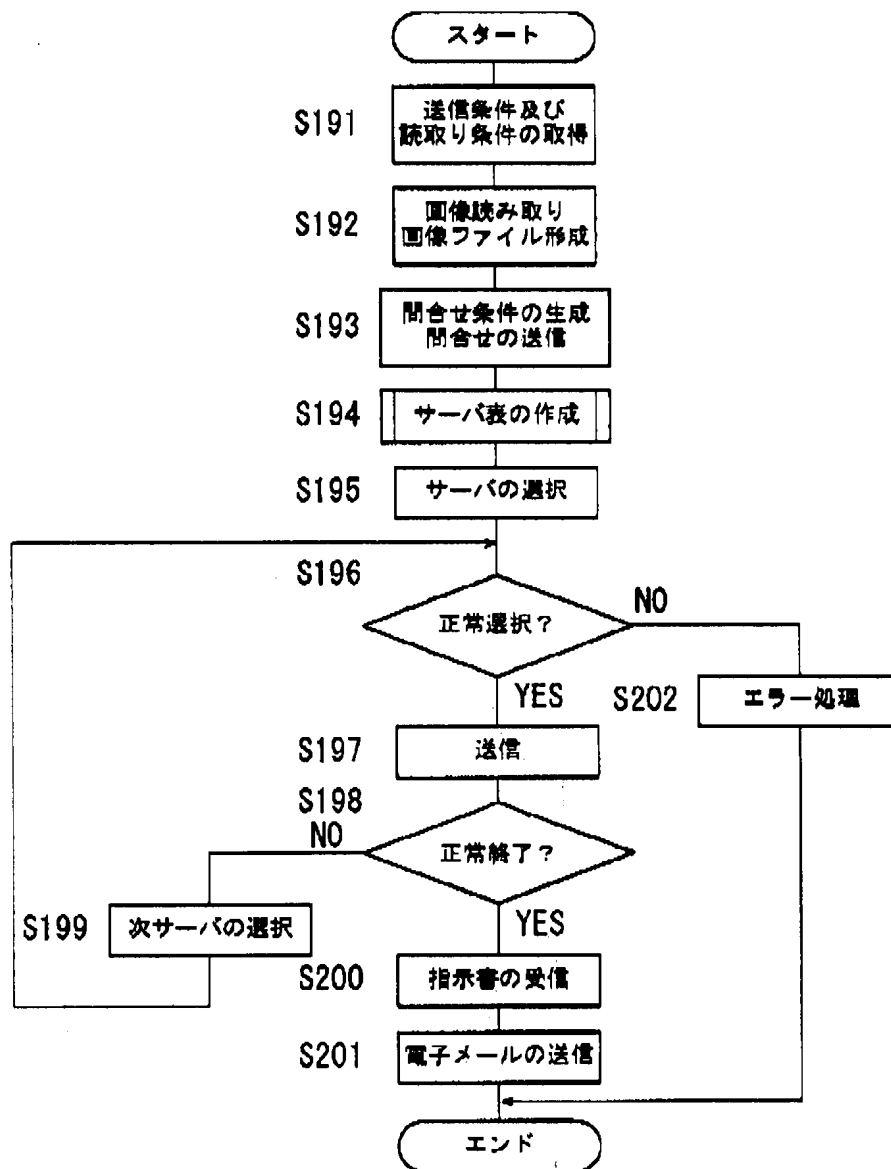 スタート
S191
送信条件及び
読取り条件の取得
S192
画像読み取り
画像ファイル形成
S193
問合せ条件の生成
問合せの送信
S194
サーバ表の作成
S195
サーバの選択
S196
正常選択？
NO
YES
S202
エラー処理
S197
送信
S198
NO
正常終了？
YES
S199
次サーバの選択
S200
指示書の受信
S201
電子メールの送信
エンド